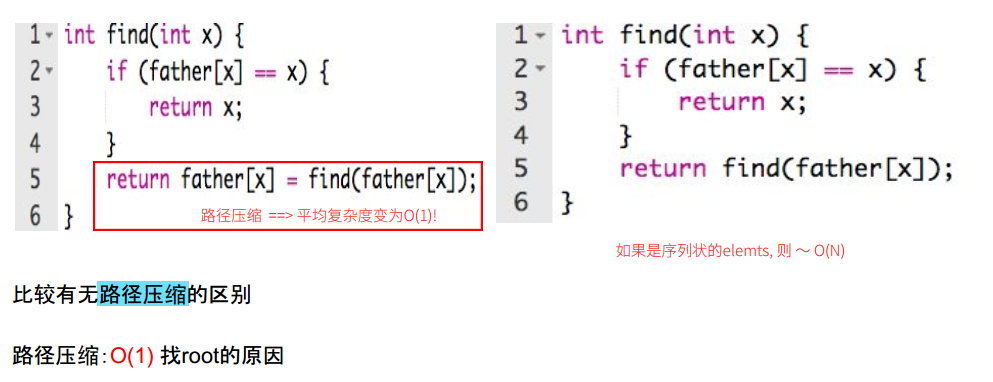 1 int find(int x) {
2 if (father[x] == x) {
3 return x;
4 }
5 return father[x] = find(father[x]);
路径压缩 ==> 平均复杂度变为O(1)!
6 }
1 int find(int x) {
2 if (father[x] == x) {
3 return x;
4 }
5 return find(father[x]);
6 }
如果是序列状的elemts, 则 ~ O(N)
比较有无路径压缩的区别
路径压缩：O(1) 找root的原因